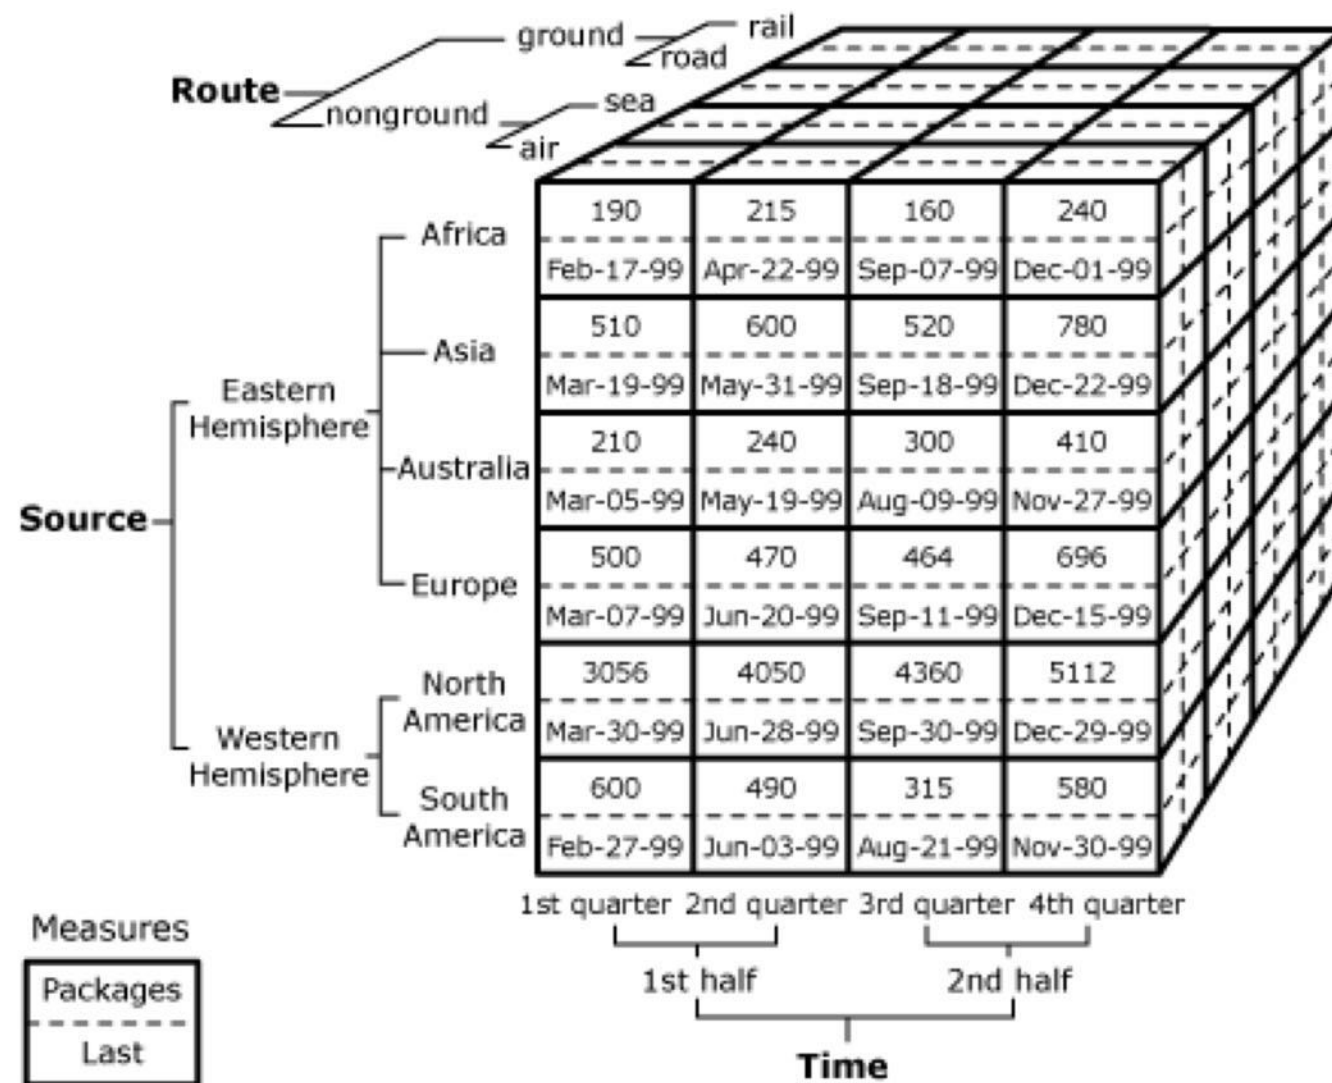 Route
ground
rail
road
nonground
sea
air
Source
Eastern
Hemisphere
Western
Hemisphere
Africa
190 215 160 240
Feb-17-99 Apr-22-99 Sep-07-99 Dec-01-99
Asia
510 600 520 780
Mar-19-99 May-31-99 Sep-18-99 Dec-22-99
Australia
210 240 300 410
Mar-05-99 May-19-99 Aug-09-99 Nov-27-99
Europe
500 470 464 696
Mar-07-99 Jun-20-99 Sep-11-99 Dec-15-99
North
America
3056 4050 4360 5112
Mar-30-99 Jun-28-99 Sep-30-99 Dec-29-99
South
America
600 490 315 580
Feb-27-99 Jun-03-99 Aug-21-99 Nov-30-99
1st quarter 2nd quarter 3rd quarter 4th quarter
1st half 2nd half
Time
Measures
Packages
Last